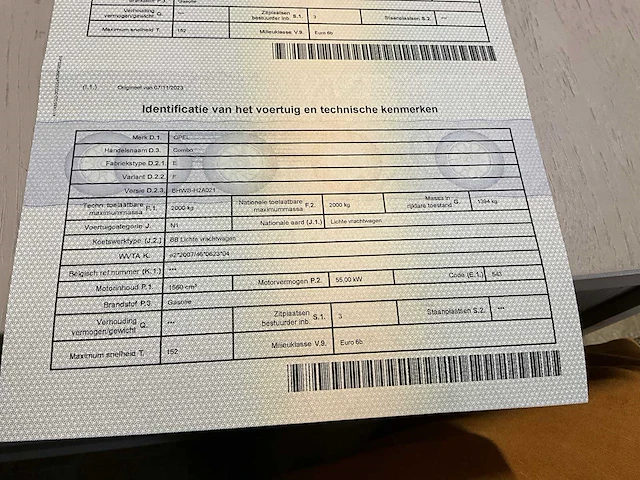 Brandstof P.3. Gasolie
Verhouding vermogen/gewicht Q. Zitplaatsen bestuurder inb. S.1. 3 Staanplaatsen S.2. ---
Maximum snelheid T. 152 Milieuklasse V.9. Euro 6b
(I.1.) Origineel van 07/11/2023
Identificatie van het voertuig en technische kenmerken
Merk D.1. OPEL
Handelsnaam D.3. Combo
Fabriekstype D.2.1. E
Variant D.2.2. F
Versie D.2.3. BHW8-H2A021
Techn. toelaatbare maximummassa F.1. 2000 kg Nationale toelaatbare maximummassa F.2. 2000 kg Massa in rijklare toestand G. 1394 kg
Voertuigcategorie J. N1 Nationale aard (J.1.) Lichte vrachtwagen
Koetswerktype (J.2.) BB Lichte vrachtwagen
WVTA K. e2*2007/46*0623*04
Belgisch ref.nummer (K.1.) ---
Motorinhoud P.1. 1560 cm³ Motorvermogen P.2. 55,00 kW Code (E.1.) 543
Brandstof P.3. Gasolie
Verhouding vermogen/gewicht Q. --- Zitplaatsen bestuurder inb. S.1. 3 Staanplaatsen S.2. ---
Maximum snelheid T. 152 Milieuklasse V.9. Euro 6b